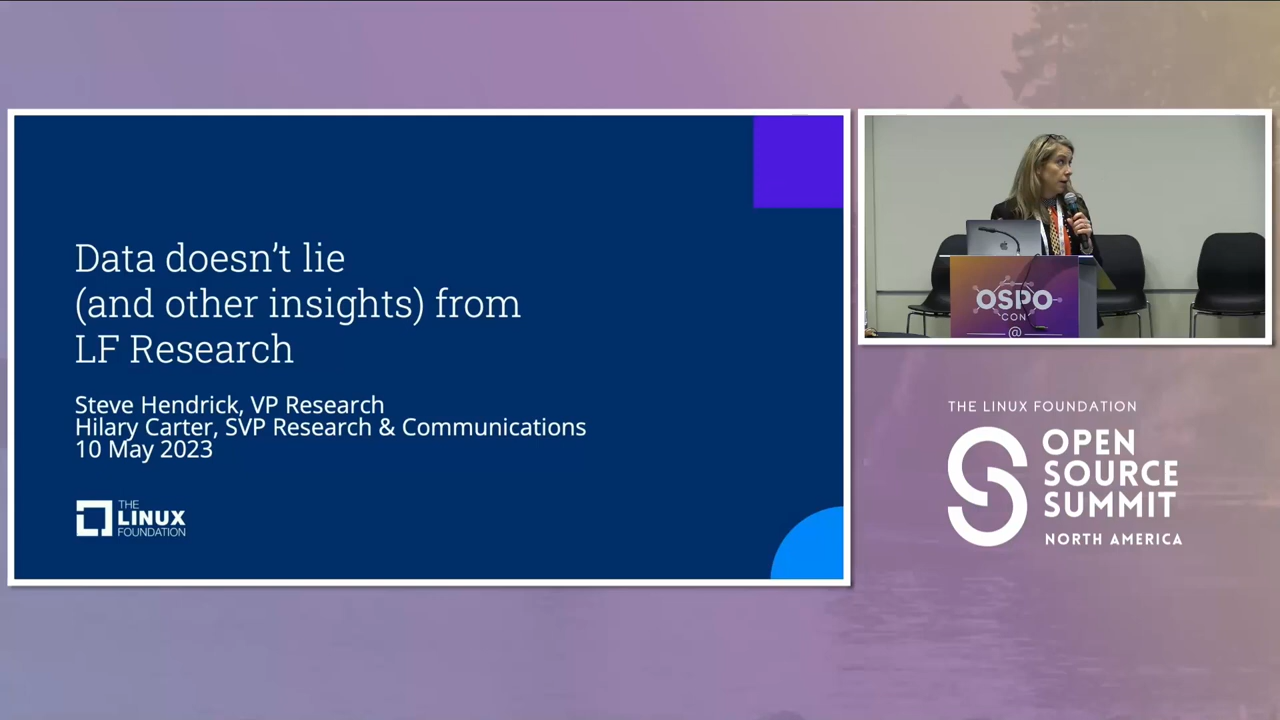 Data doesn't lie
(and other insights) from
LF Research
Steve Hendrick, VP Research
Hilary Carter, SVP Research & Communications
10 May 2023
THE
LINUX
FOUNDATION
OSPO
CON
@
THE LINUX FOUNDATION
OPEN
SOURCE
SUMMIT
NORTH AMERICA